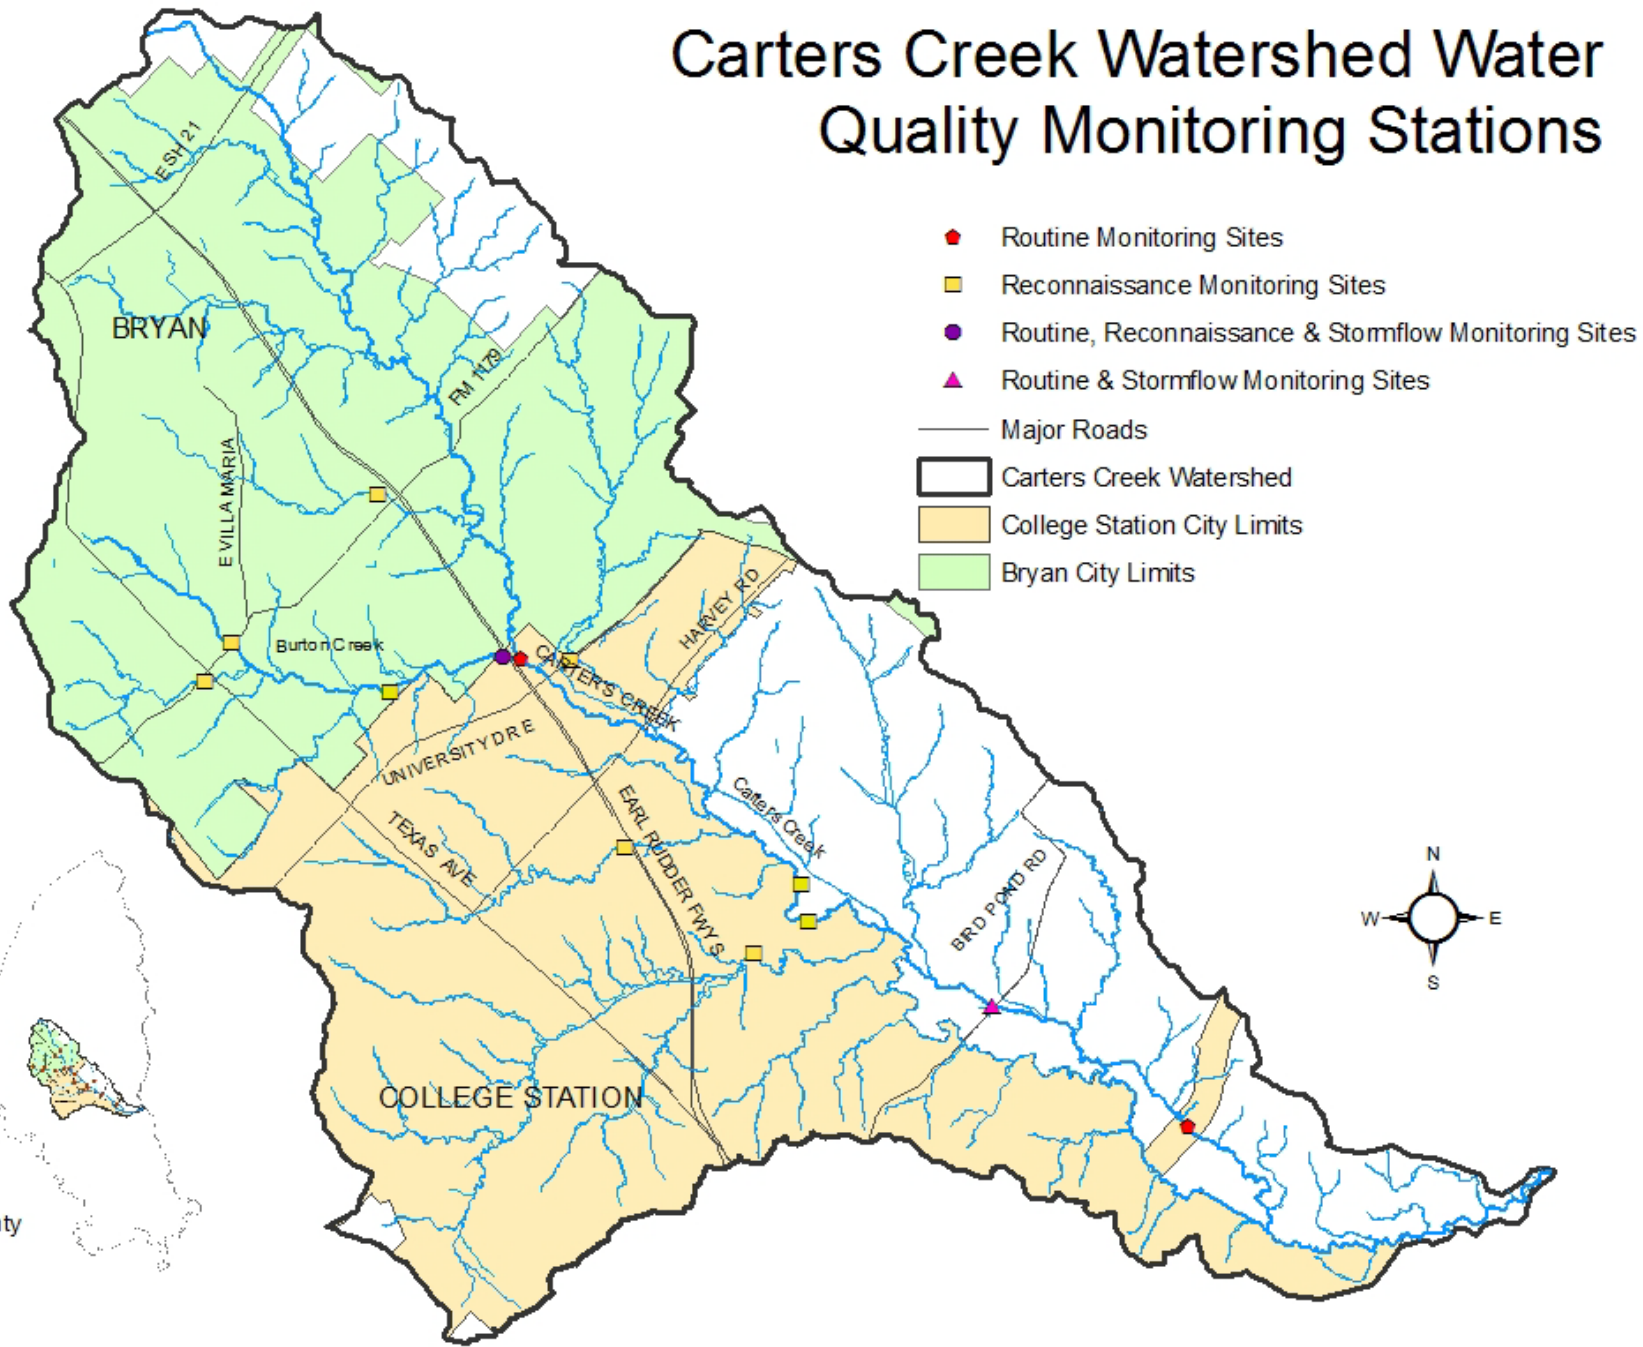 Carters Creek Watershed Water
Quality Monitoring Stations
Routine Monitoring Sites
Reconnaissance Monitoring Sites
Routine, Reconnaissance & Stormflow Monitoring Sites
Routine & Stormflow Monitoring Sites
Major Roads
Carters Creek Watershed
College Station City Limits
Bryan City Limits
E SH 21
BRYAN
FM 1179
E VILLA MARIA
HARVEY RD
Burton Creek
CARTER'S CREEK
UNIVERSITY DR E
TEXAS AVE
EARL RUDDER FWY S
Carters Creek
BIRD POND RD
COLLEGE STATION
N
W
E
S